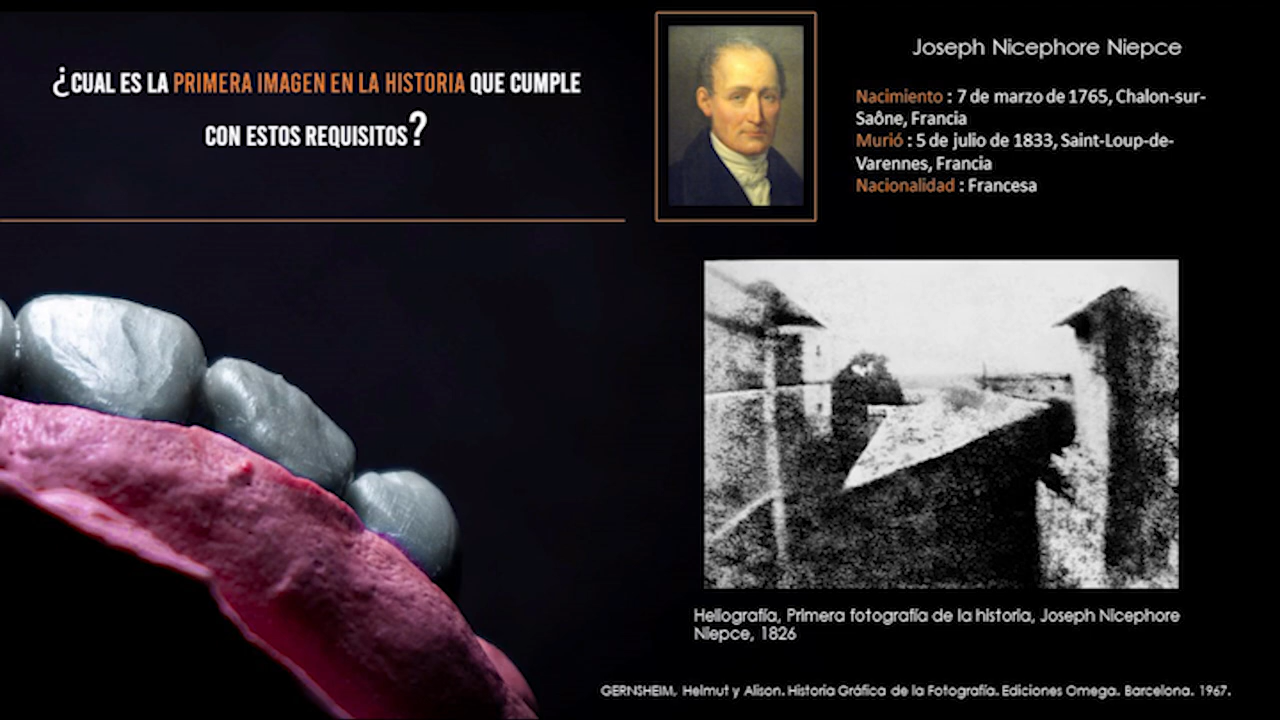 ¿CUAL ES LA PRIMERA IMAGEN EN LA HISTORIA QUE CUMPLE
CON ESTOS REQUISITOS?
Joseph Nicephore Niepce
Nacimiento : 7 de marzo de 1765, Chalon-sur-
Saône, Francia
Murió : 5 de julio de 1833, Saint-Loup-de-
Varennes, Francia
Nacionalidad : Francesa
Heliografía, Primera fotografía de la historia, Joseph Nicephore
Niepce, 1826
GERNSHEIM, Helmut y Alison. Historia Gráfica de la Fotografía. Ediciones Omega. Barcelona. 1967.